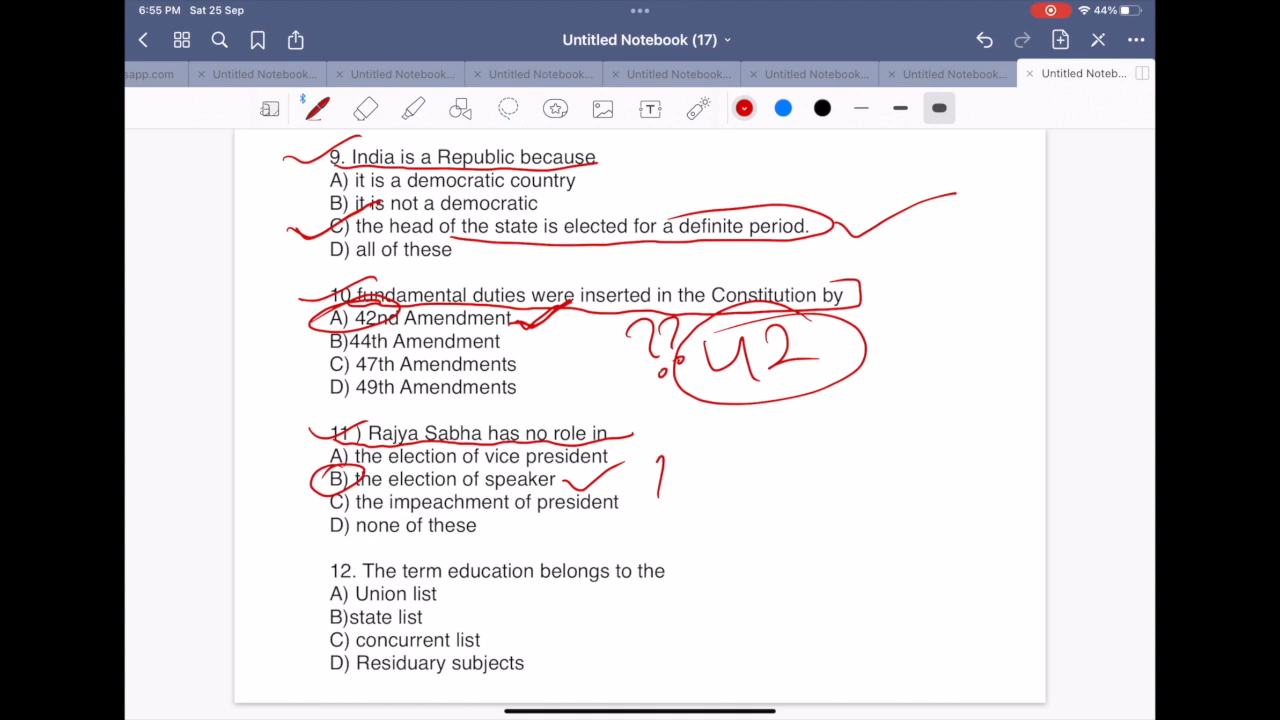 6:55 PM Sat 25 Sep
44%
Untitled Notebook (17)
sapp.com
Untitled Notebook...
Untitled Notebook...
Untitled Notebook...
Untitled Notebook...
Untitled Notebook...
Untitled Notebook...
Untitled Noteb...
9. India is a Republic because
A) it is a democratic country
B) it is not a democratic
C) the head of the state is elected for a definite period.
D) all of these
10 fundamental duties were inserted in the Constitution by
A) 42nd Amendment
B)44th Amendment
C) 47th Amendments
D) 49th Amendments
?? 42
11 ) Rajya Sabha has no role in
A) the election of vice president
B) the election of speaker
C) the impeachment of president
D) none of these
12. The term education belongs to the
A) Union list
B)state list
C) concurrent list
D) Residuary subjects